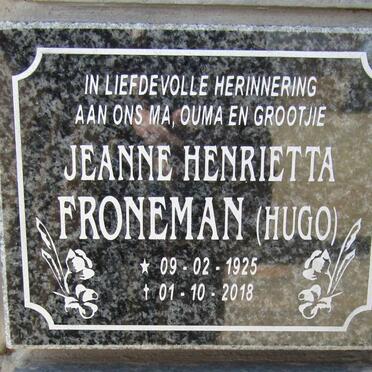 IN LIEFDEVOLLE HERINNERING
AAN ONS MA, OUMA EN GROOTJIE
JEANNE HENRIETTA
FRONEMAN (HUGO)
★ 09 - 02 - 1925
† 01 - 10 - 2018